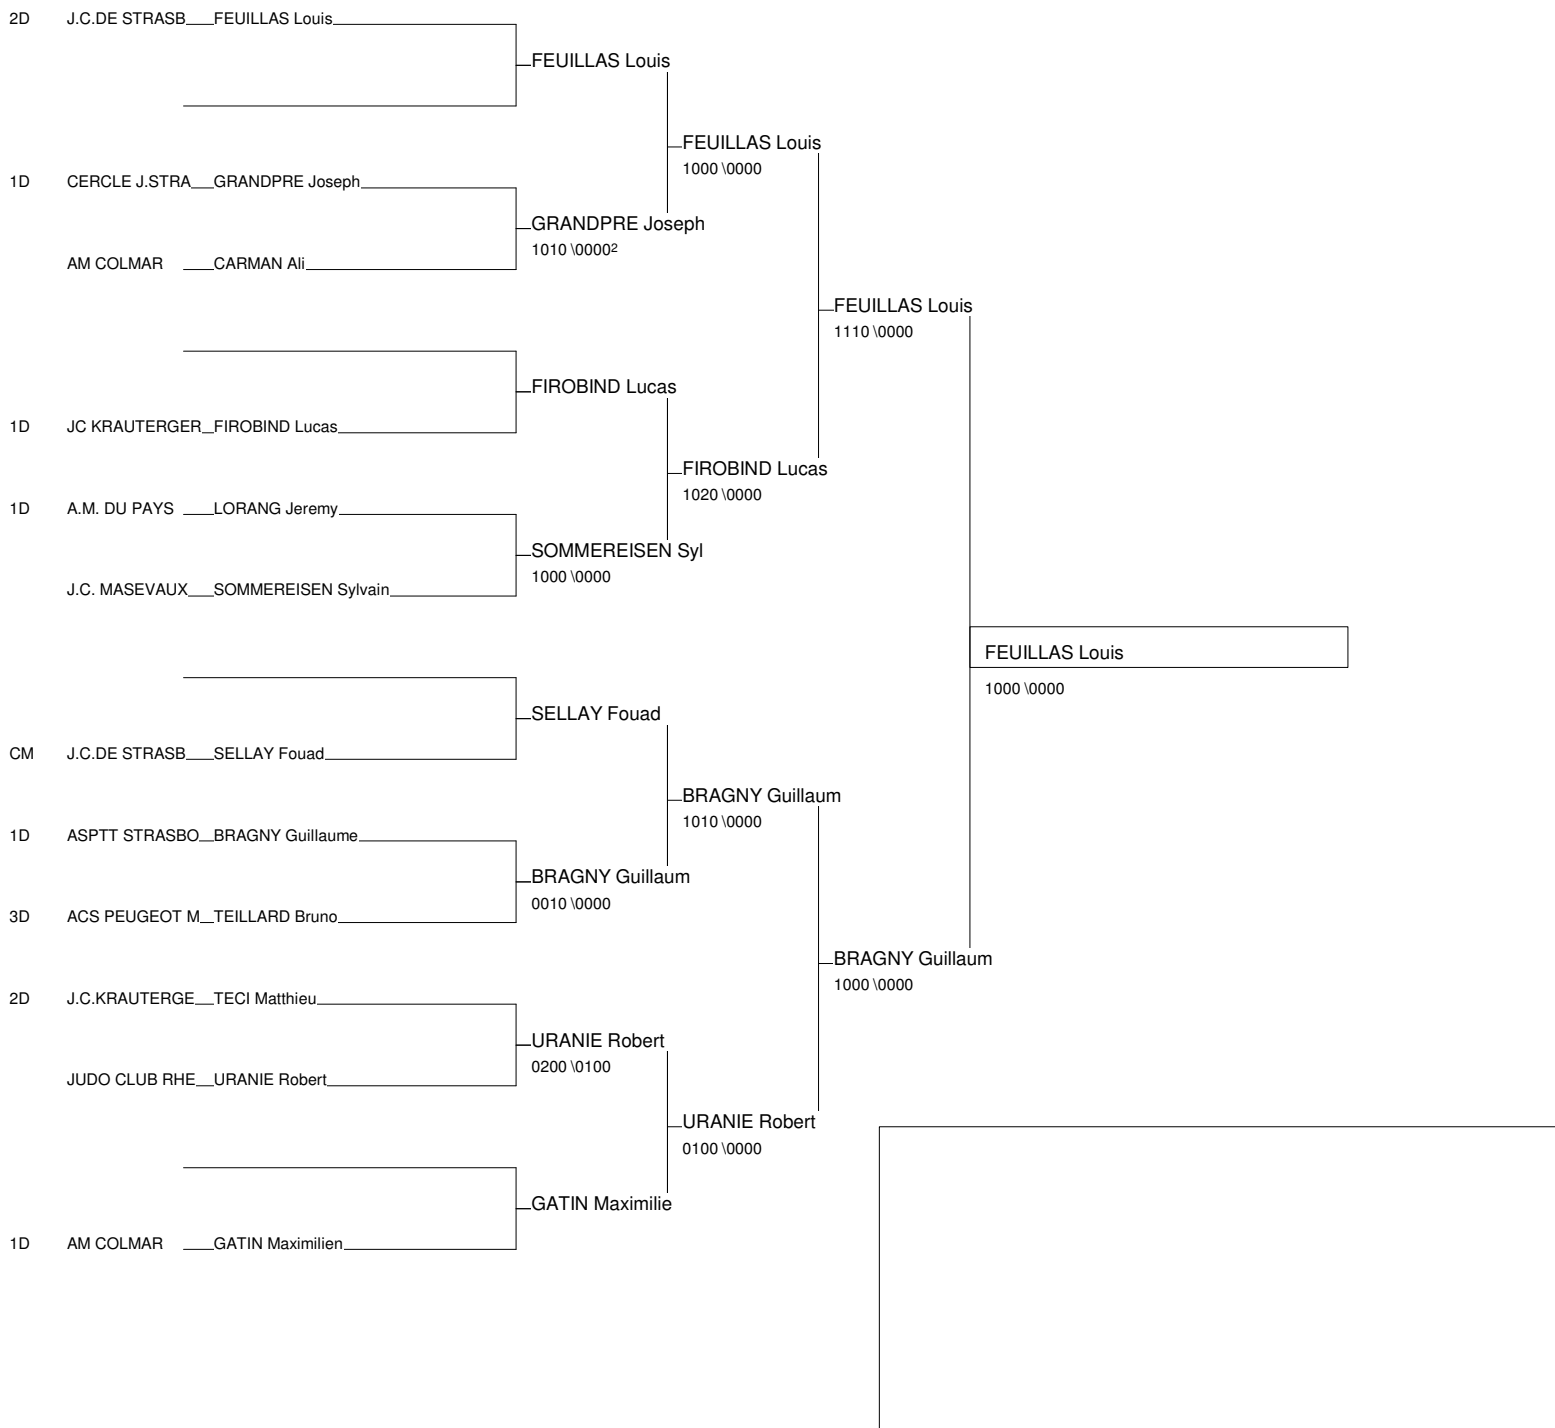 2D J.C.DE STRASB FEUILLAS Louis
FEUILLAS Louis
FEUILLAS Louis
1000 \0000
1D CERCLE J.STRA GRANDPRE Joseph
GRANDPRE Joseph
1010 \0000²
AM COLMAR CARMAN Ali
FEUILLAS Louis
1110 \0000
FIROBIND Lucas
1D JC KRAUTERGER FIROBIND Lucas
FIROBIND Lucas
1020 \0000
1D A.M. DU PAYS LORANG Jeremy
SOMMEREISEN Syl
1000 \0000
J.C. MASEVAUX SOMMEREISEN Sylvain
FEUILLAS Louis
1000 \0000
SELLAY Fouad
CM J.C.DE STRASB SELLAY Fouad
BRAGNY Guillaum
1010 \0000
1D ASPTT STRASBO BRAGNY Guillaume
BRAGNY Guillaum
0010 \0000
3D ACS PEUGEOT M TEILLARD Bruno
BRAGNY Guillaum
1000 \0000
2D J.C.KRAUTERGE TECI Matthieu
URANIE Robert
0200 \0100
JUDO CLUB RHE URANIE Robert
URANIE Robert
0100 \0000
GATIN Maximilie
1D AM COLMAR GATIN Maximilien